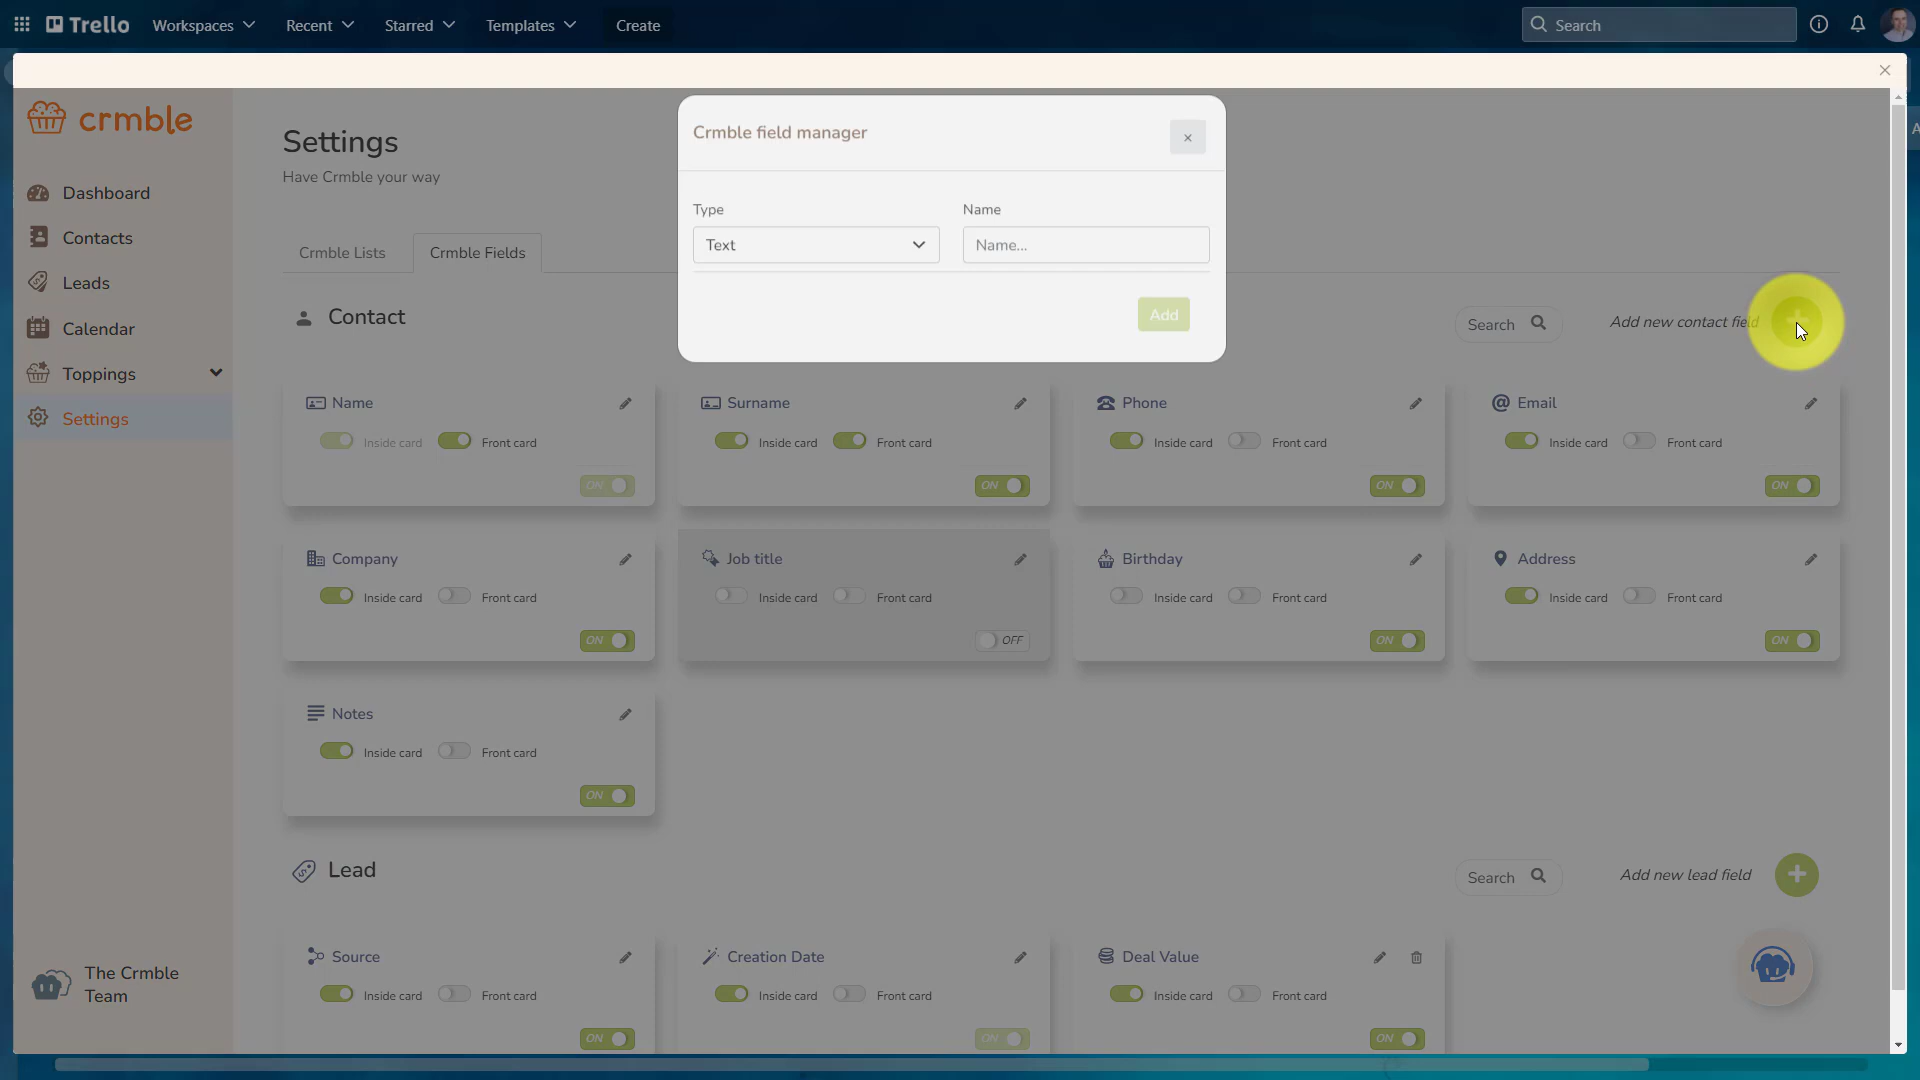 Trello
Workspaces
Recent
Starred
Templates
Create
Search
crmble
Dashboard
Contacts
Leads
Calendar
Toppings
Settings
The Crmble
Team
Settings
Have Crmble your way
Crmble Lists
Crmble Fields
Crmble field manager
×
Type
Name
Text
Name...
Add
Contact
Search
Add new contact field
Name
Inside card
Front card
ON
Surname
Inside card
Front card
ON
Phone
Inside card
Front card
ON
@ Email
Inside card
Front card
ON
Company
Inside card
Front card
ON
Job title
Inside card
Front card
OFF
Birthday
Inside card
Front card
ON
Address
Inside card
Front card
ON
Notes
Inside card
Front card
ON
Lead
Search
Add new lead field
Source
Inside card
Front card
ON
Creation Date
Inside card
Front card
ON
Deal Value
Inside card
Front card
ON